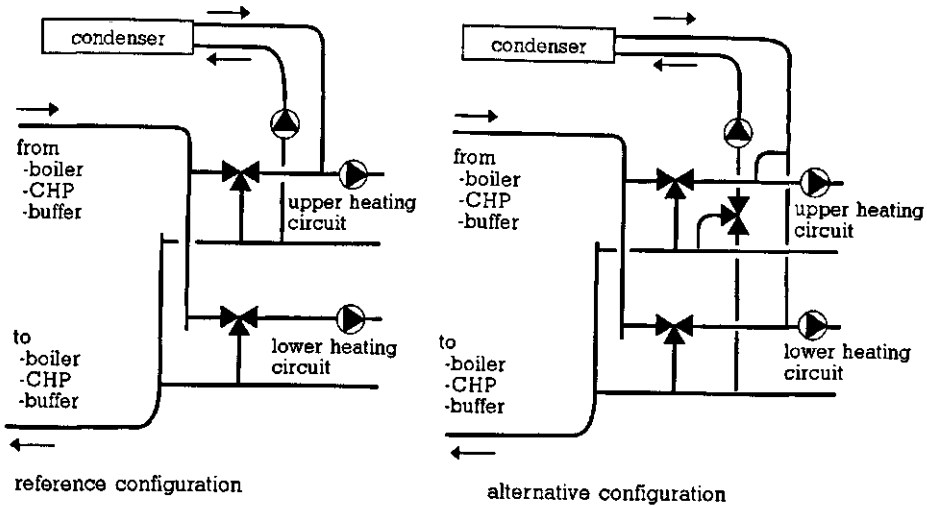 condenser
from
-boiler
-CHP
-buffer
upper heating
circuit
to
-boiler
-CHP
-buffer
lower heating
circuit
reference configuration
condenser
from
-boiler
-CHP
-buffer
upper heating
circuit
to
-boiler
-CHP
-buffer
lower heating
circuit
alternative configuration